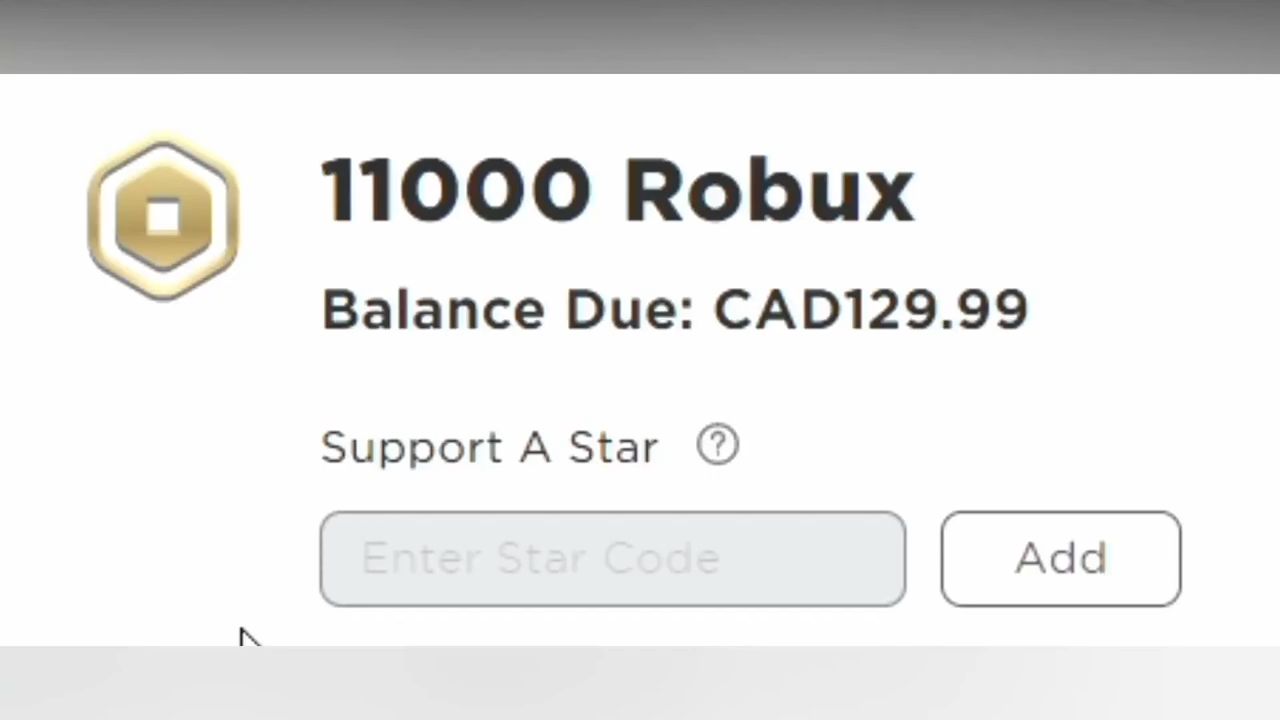 11000 Robux
Balance Due: CAD129.99
Support A Star ?
Enter Star Code
Add